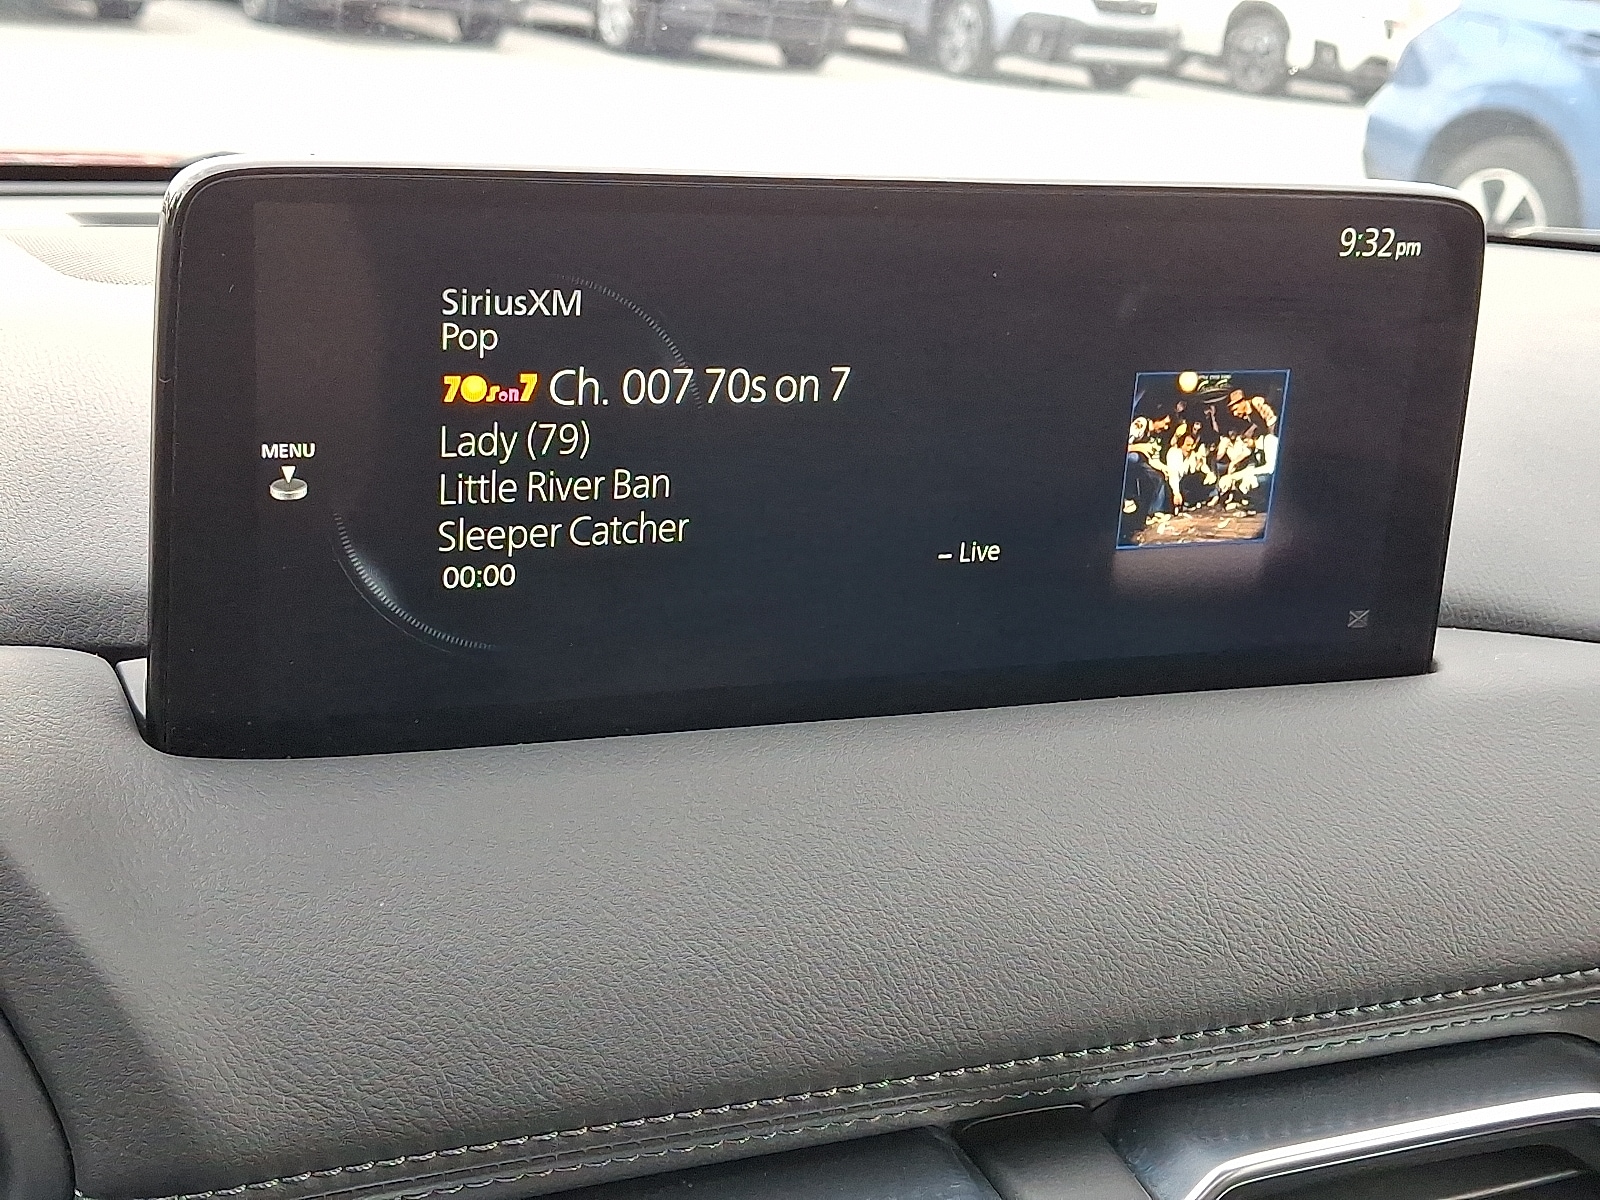 9:32pm
SiriusXM
Pop
70s on 7 Ch. 007 70s on 7
MENU
Lady (79)
Little River Ban
Sleeper Catcher
– Live
00:00